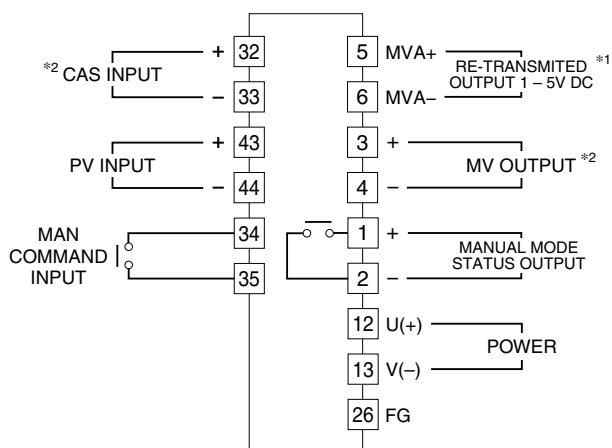 *2 CAS INPUT
+ 32
− 33
PV INPUT
+ 43
− 44
MAN
COMMAND
INPUT
34
35
5 MVA+
6 MVA−
RE-TRANSMITED *1
OUTPUT 1 – 5V DC
3 +
4 −
MV OUTPUT *2
1 +
2 −
MANUAL MODE
STATUS OUTPUT
12 U(+)
13 V(−)
POWER
26 FG